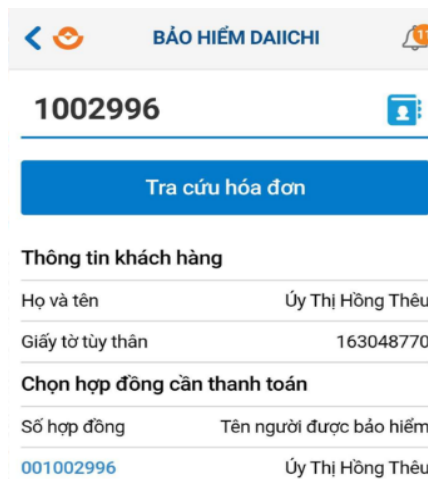 BẢO HIỂM DAIICHI
11
1002996
Tra cứu hóa đơn
Thông tin khách hàng
Họ và tên Úy Thị Hồng Thêu
Giấy tờ tùy thân 163048770
Chọn hợp đồng cần thanh toán
Số hợp đồng Tên người được bảo hiểm
001002996 Úy Thị Hồng Thêu